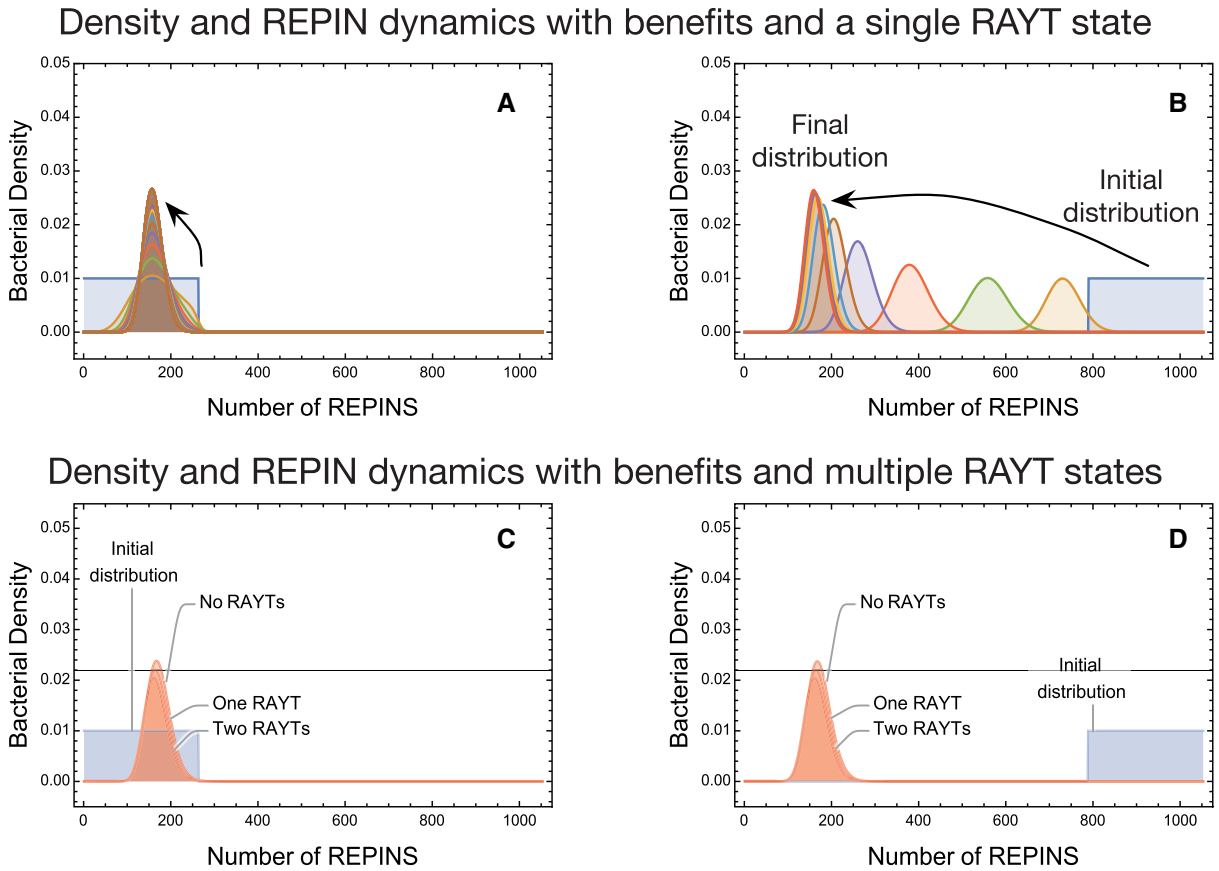 Density and REPIN dynamics with benefits and a single RAYT state
A
Bacterial Density
0.05
0.04
0.03
0.02
0.01
0.00
0 200 400 600 800 1000
Number of REPINS
B
Final
distribution
Initial
distribution
Bacterial Density
0.05
0.04
0.03
0.02
0.01
0.00
0 200 400 600 800 1000
Number of REPINS
Density and REPIN dynamics with benefits and multiple RAYT states
C
Initial
distribution
No RAYTs
One RAYT
Two RAYTs
Bacterial Density
0.05
0.04
0.03
0.02
0.01
0.00
0 200 400 600 800 1000
Number of REPINS
D
No RAYTs
Initial
distribution
One RAYT
Two RAYTs
Bacterial Density
0.05
0.04
0.03
0.02
0.01
0.00
0 200 400 600 800 1000
Number of REPINS